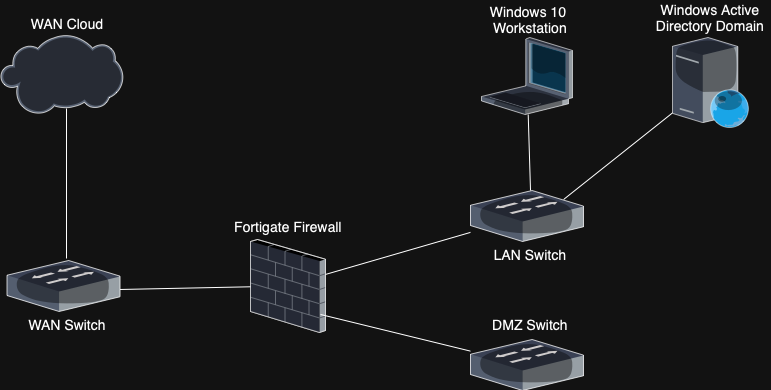 WAN Cloud
Windows 10
Workstation
Windows Active
Directory Domain
Fortigate Firewall
LAN Switch
WAN Switch
DMZ Switch